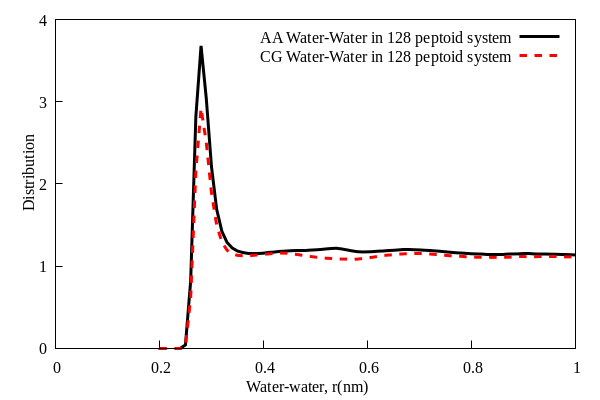 4
AA Water-Water in 128 peptoid system
CG Water-Water in 128 peptoid system
3
Distribution
2
1
0
0 0.2 0.4 0.6 0.8 1
Water-water, r(nm)